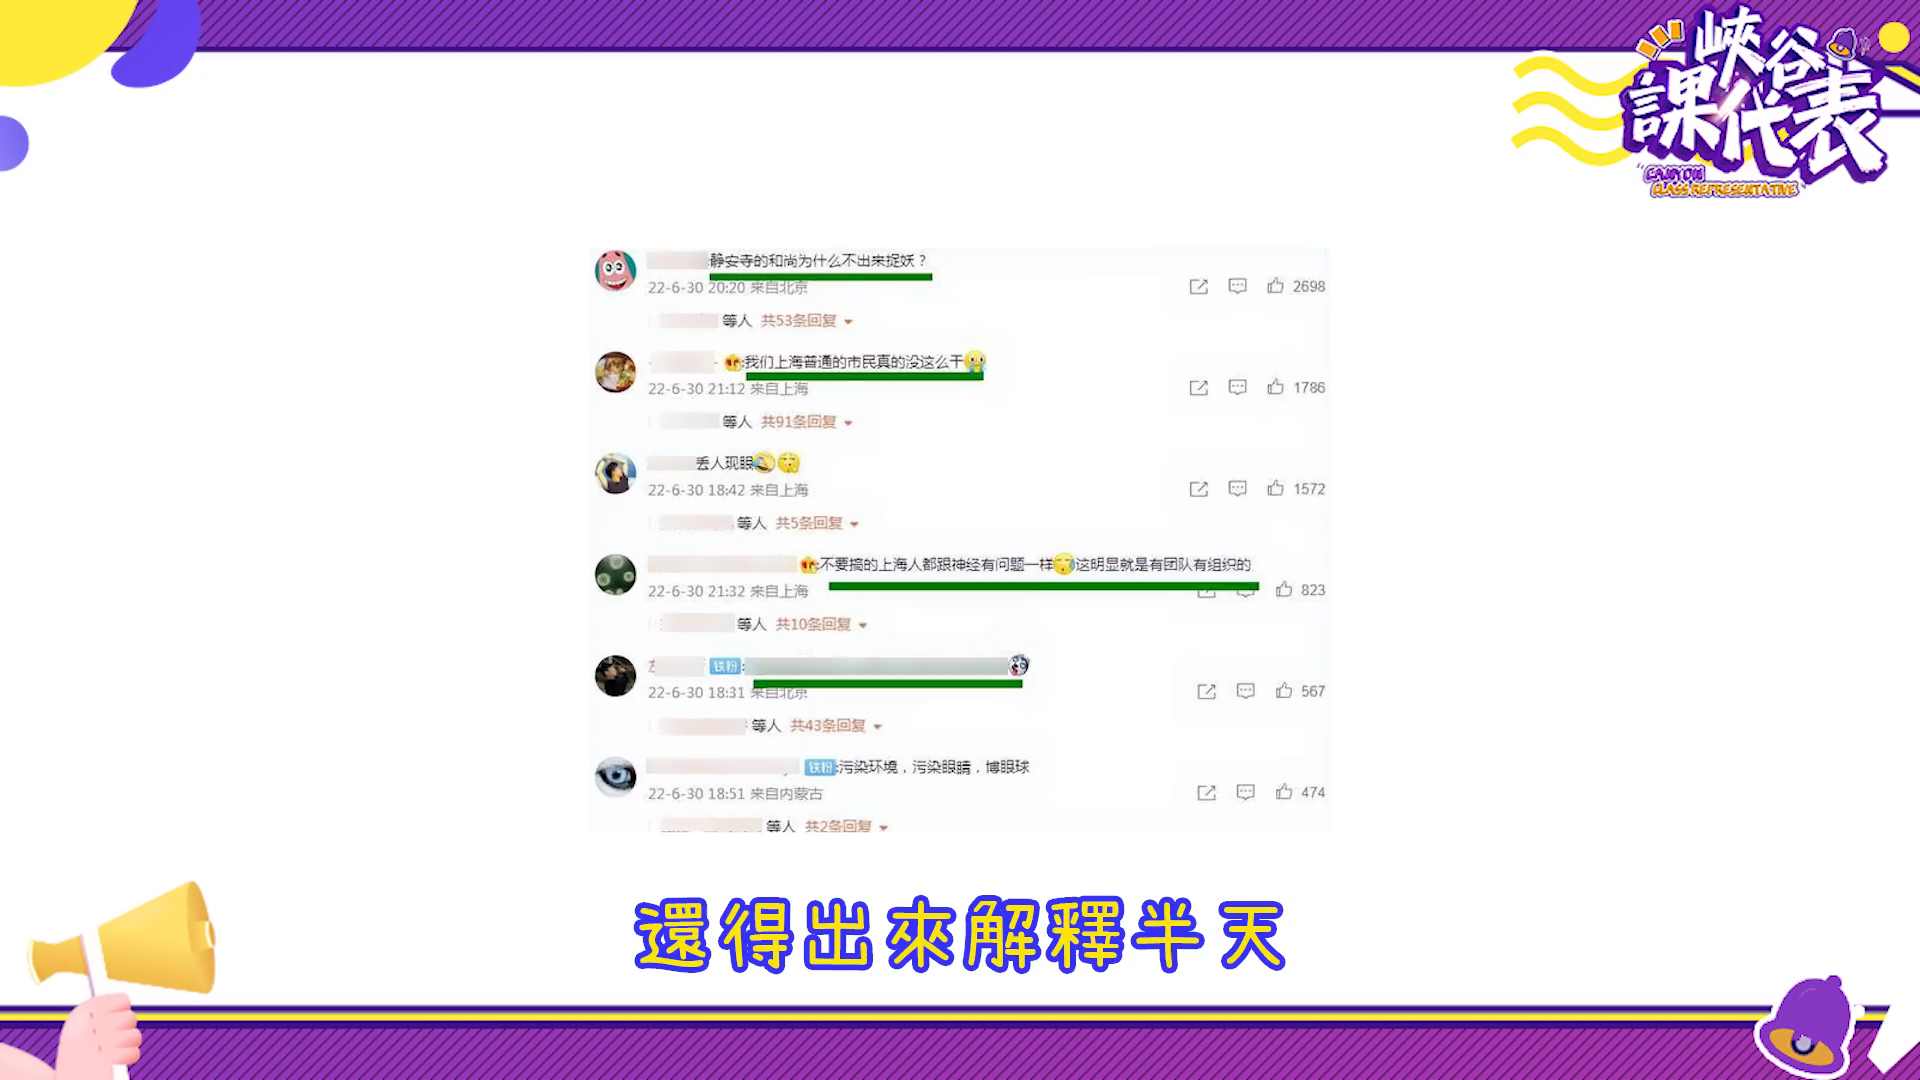 峽谷
課代表
"CANYON
CLASS REPRESENTATIVE"
:静安寺的和尚为什么不出来捉妖？
22-6-30 20:20 来自北京
2698
等人 共53条回复
:我们上海普通的市民真的没这么干
22-6-30 21:12 来自上海
1786
等人 共91条回复
丢人现眼
22-6-30 18:42 来自上海
1572
等人 共5条回复
:不要搞的上海人都跟神经有问题一样这明显就是有团队有组织的
22-6-30 21:32 来自上海
823
等人 共10条回复
铁粉:
22-6-30 18:31 来自北京
567
等人 共43条回复
铁粉:污染环境，污染眼睛，博眼球
22-6-30 18:51 来自内蒙古
474
等人 共2条回复
還得出來解釋半天